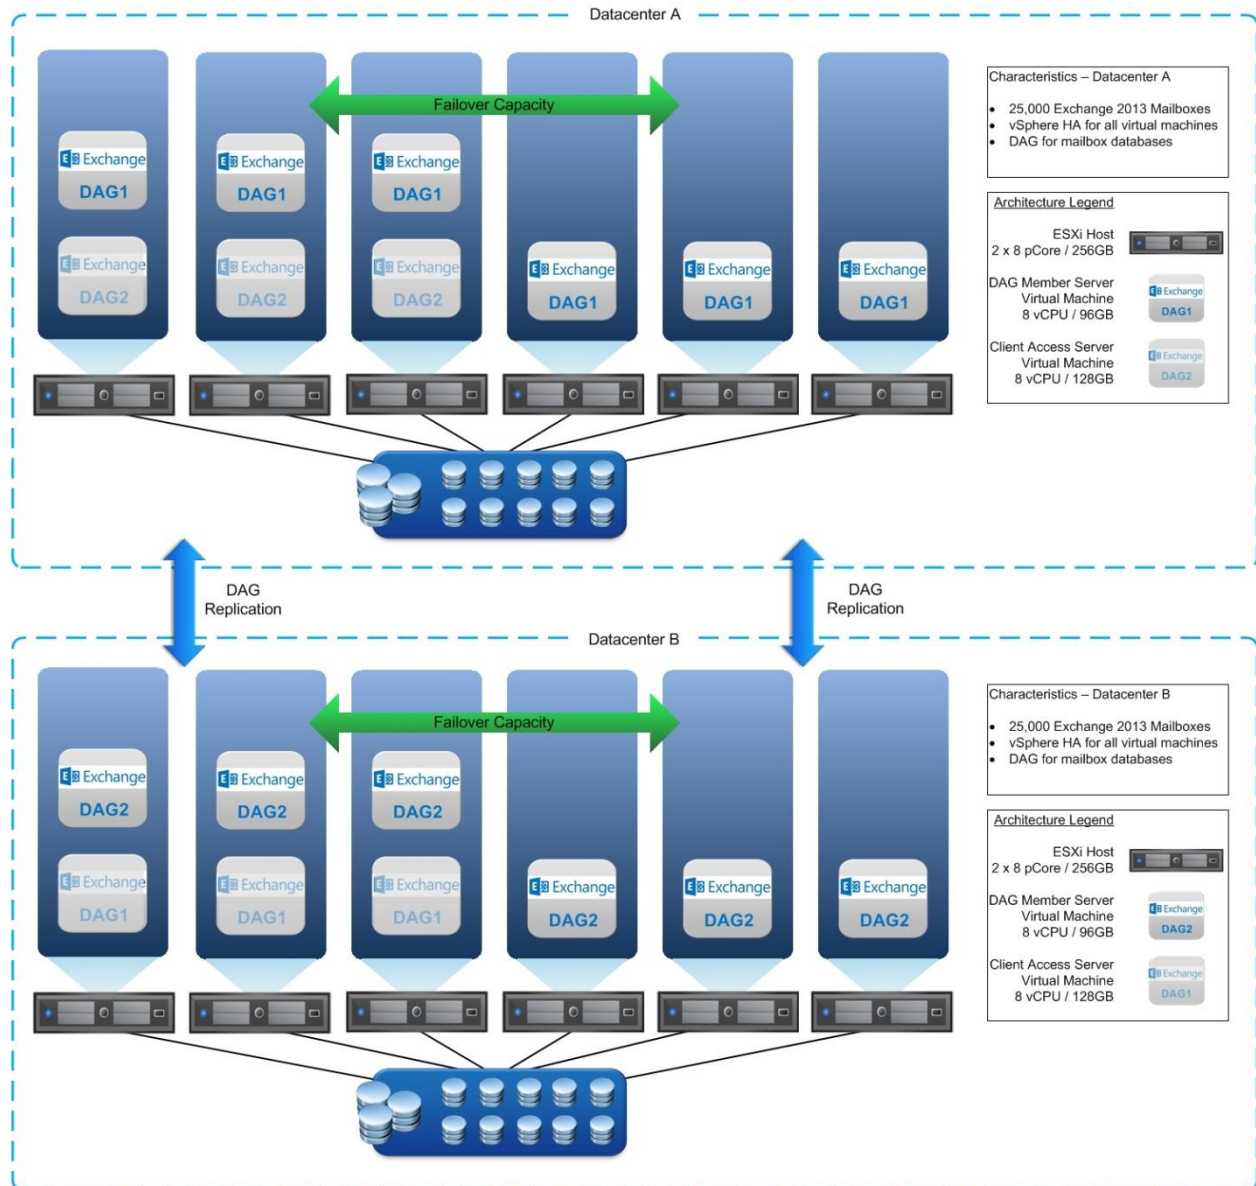 Datacenter A
Failover Capacity
Exchange
DAG1
Exchange
DAG1
Exchange
DAG1
Exchange
DAG2
Exchange
DAG2
Exchange
DAG2
Exchange
DAG1
Exchange
DAG1
Exchange
DAG1
Characteristics – Datacenter A
• 25,000 Exchange 2013 Mailboxes
• vSphere HA for all virtual machines
• DAG for mailbox databases
Architecture Legend
ESXi Host
2 x 8 pCore / 256GB
DAG Member Server
Virtual Machine
8 vCPU / 96GB
Exchange
DAG1
Client Access Server
Virtual Machine
8 vCPU / 128GB
Exchange
DAG2
DAG
Replication
DAG
Replication
Datacenter B
Failover Capacity
Exchange
DAG2
Exchange
DAG2
Exchange
DAG2
Exchange
DAG1
Exchange
DAG1
Exchange
DAG1
Exchange
DAG2
Exchange
DAG2
Exchange
DAG2
Characteristics – Datacenter B
• 25,000 Exchange 2013 Mailboxes
• vSphere HA for all virtual machines
• DAG for mailbox databases
Architecture Legend
ESXi Host
2 x 8 pCore / 256GB
DAG Member Server
Virtual Machine
8 vCPU / 96GB
Exchange
DAG2
Client Access Server
Virtual Machine
8 vCPU / 128GB
Exchange
DAG1